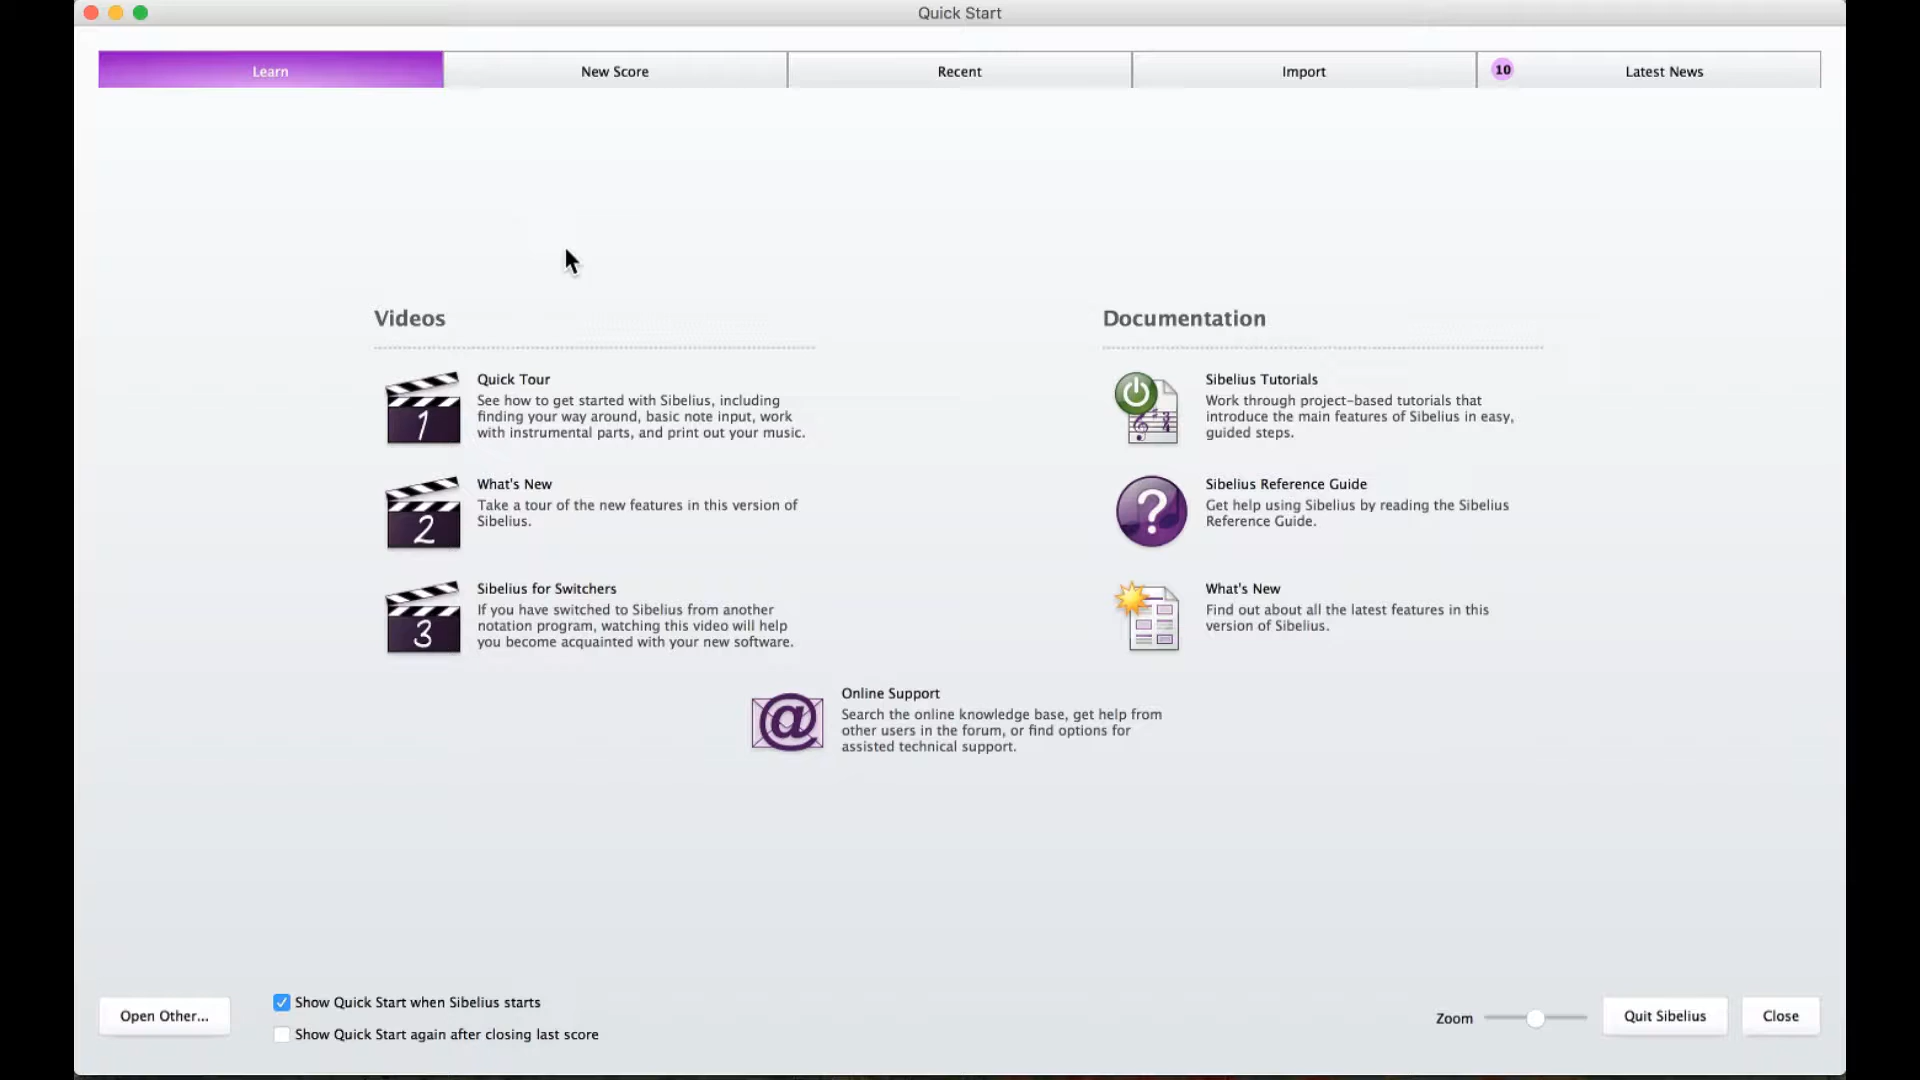 Quick Start
Learn
New Score
Recent
Import
10
Latest News
Videos
Quick Tour
See how to get started with Sibelius, including
finding your way around, basic note input, work
with instrumental parts, and print out your music.
1
What's New
Take a tour of the new features in this version of
Sibelius.
2
Sibelius for Switchers
If you have switched to Sibelius from another
notation program, watching this video will help
you become acquainted with your new software.
3
Documentation
Sibelius Tutorials
Work through project-based tutorials that
introduce the main features of Sibelius in easy,
guided steps.
Sibelius Reference Guide
Get help using Sibelius by reading the Sibelius
Reference Guide.
?
What's New
Find out about all the latest features in this
version of Sibelius.
@
Online Support
Search the online knowledge base, get help from
other users in the forum, or find options for
assisted technical support.
Open Other...
Show Quick Start when Sibelius starts
Show Quick Start again after closing last score
Zoom
Quit Sibelius
Close